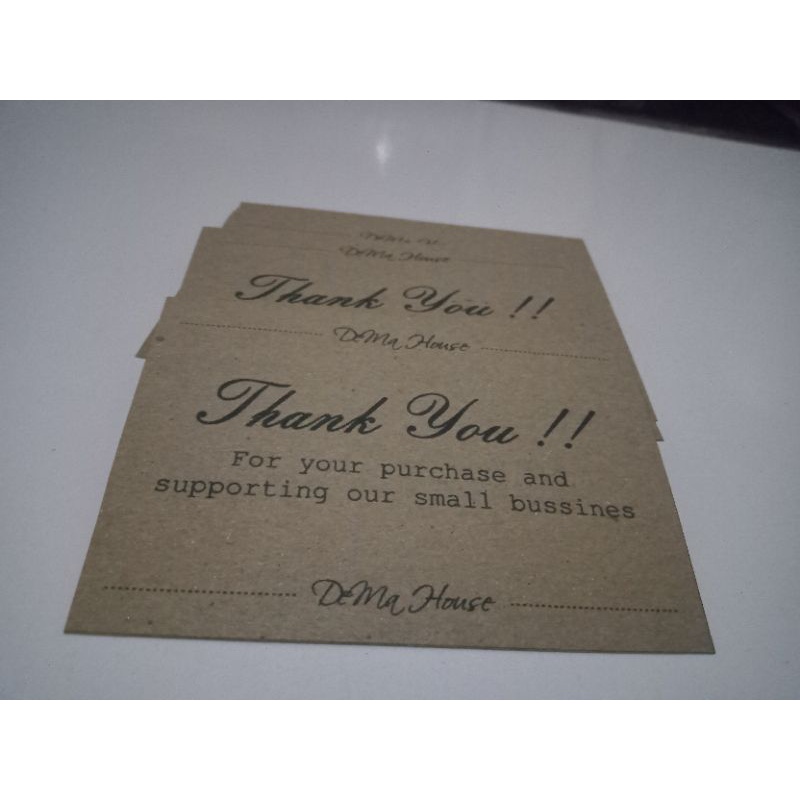 DeMa House
Thank You !!
DeMa House
Thank You !!
For your purchase and
supporting our small bussines
DeMa House